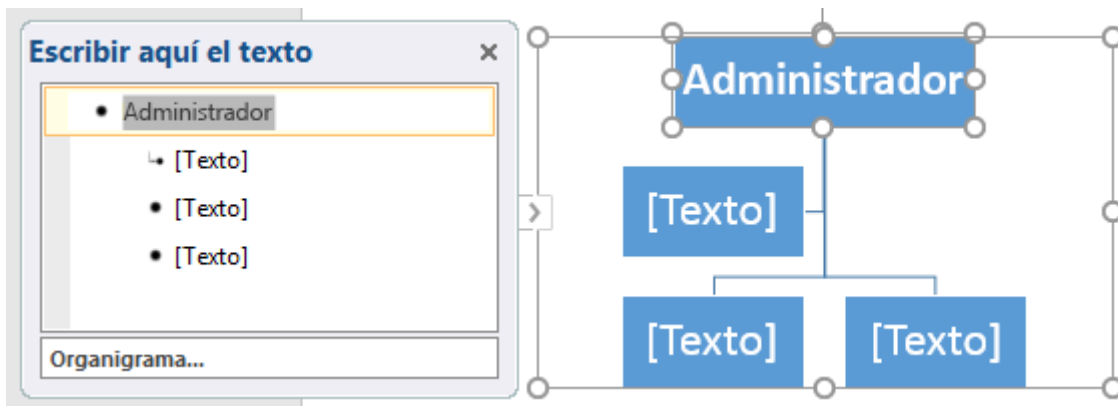 Escribir aquí el texto
Administrador
[Texto]
[Texto]
[Texto]
Organigrama...
Administrador
[Texto]
[Texto] [Texto]